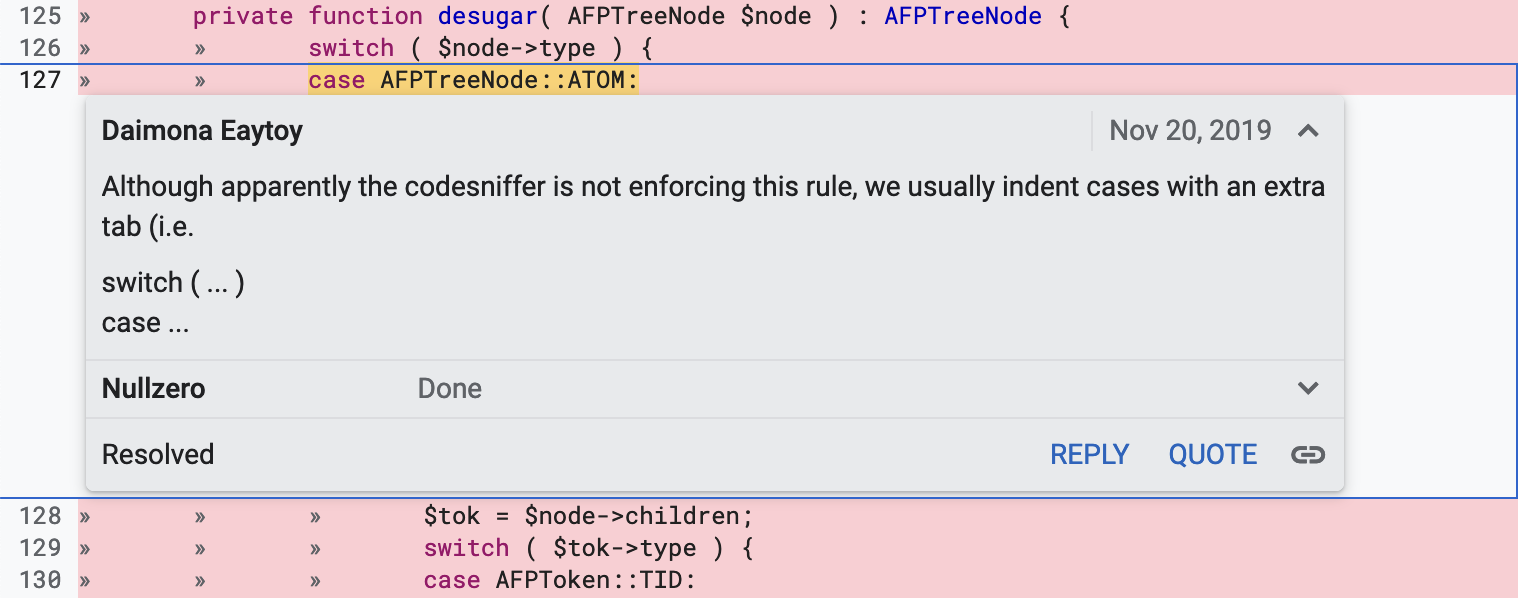 125 » private function desugar( AFPTreeNode $node ) : AFPTreeNode {
126 » » switch ( $node->type ) {
127 » » case AFPTreeNode::ATOM:
Daimona Eaytoy Nov 20, 2019
Although apparently the codesniffer is not enforcing this rule, we usually indent cases with an extra
tab (i.e.
switch ( ... )
case ...
Nullzero Done
Resolved REPLY QUOTE
128 » » » $tok = $node->children;
129 » » » switch ( $tok->type ) {
130 » » » case AFPToken::TID: